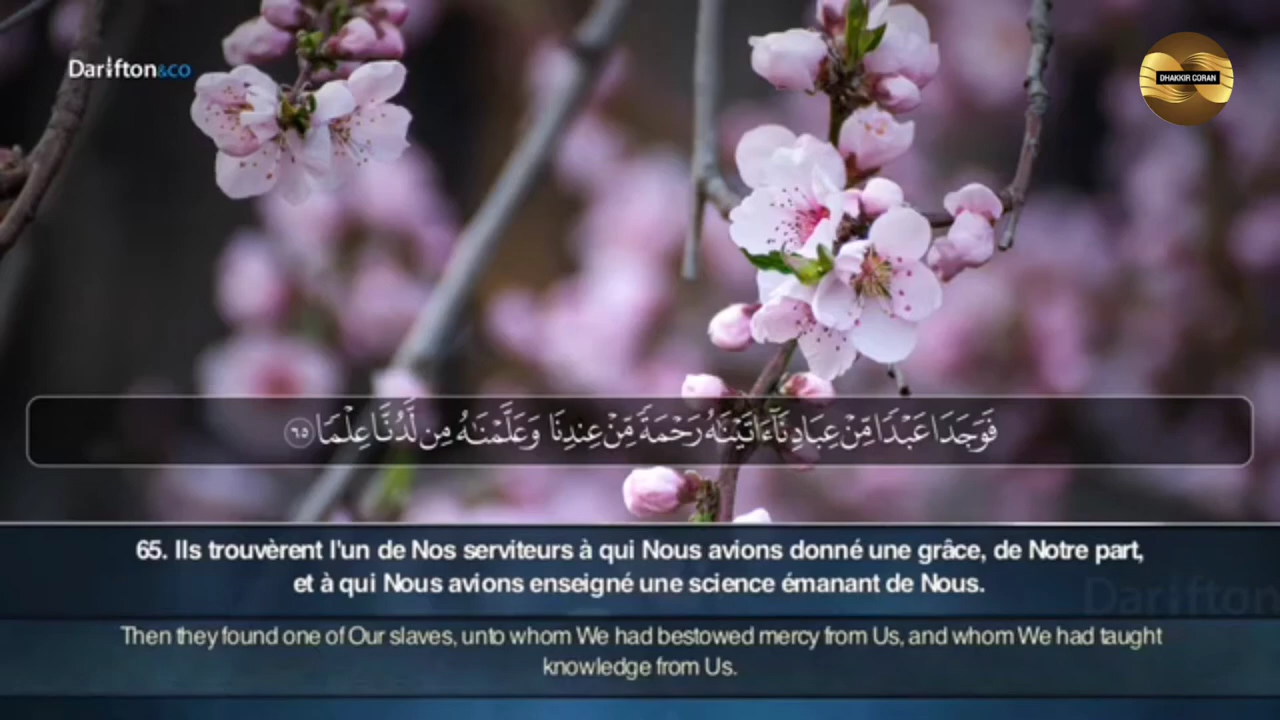 Darifton&co
DHAKKIR CORAN
فَوَجَدَا عَبْدًا مِّنْ عِبَادِنَآ ءَاتَيْنَٰهُ رَحْمَةً مِّنْ عِندِنَا وَعَلَّمْنَٰهُ مِن لَّدُنَّا عِلْمًا ٦٥
65. Ils trouvèrent l'un de Nos serviteurs à qui Nous avions donné une grâce, de Notre part,
et à qui Nous avions enseigné une science émanant de Nous.
Darifton
Then they found one of Our slaves, unto whom We had bestowed mercy from Us, and whom We had taught
knowledge from Us.